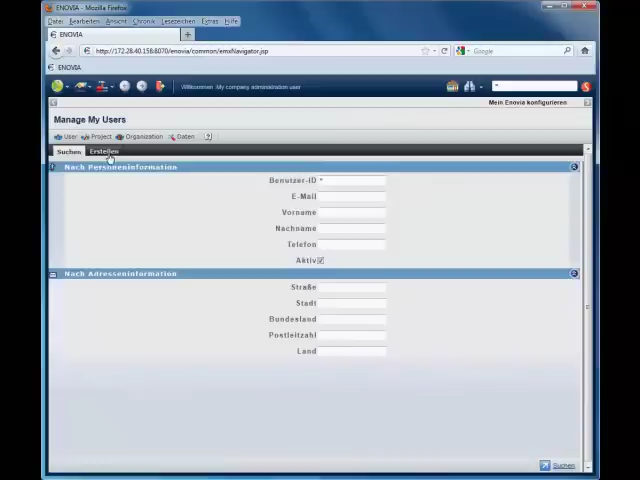 ENOVIA - Mozilla Firefox
Datei Bearbeiten Ansicht Chronik Lesezeichen Extras Hilfe
ENOVIA
http://172.28.40.158:8070/enovia/common/emxNavigator.jsp
Google
ENOVIA
Willkommen :My company administration user
*
Mein Enovia konfigurieren
Manage My Users
User Project Organization Daten
Suchen Erstellen
Nach Personeninformation
Benutzer-ID *
E-Mail
Vorname
Nachname
Telefon
Aktiv
Nach Adresseninformation
Straße
Stadt
Bundesland
Postleitzahl
Land
Suchen